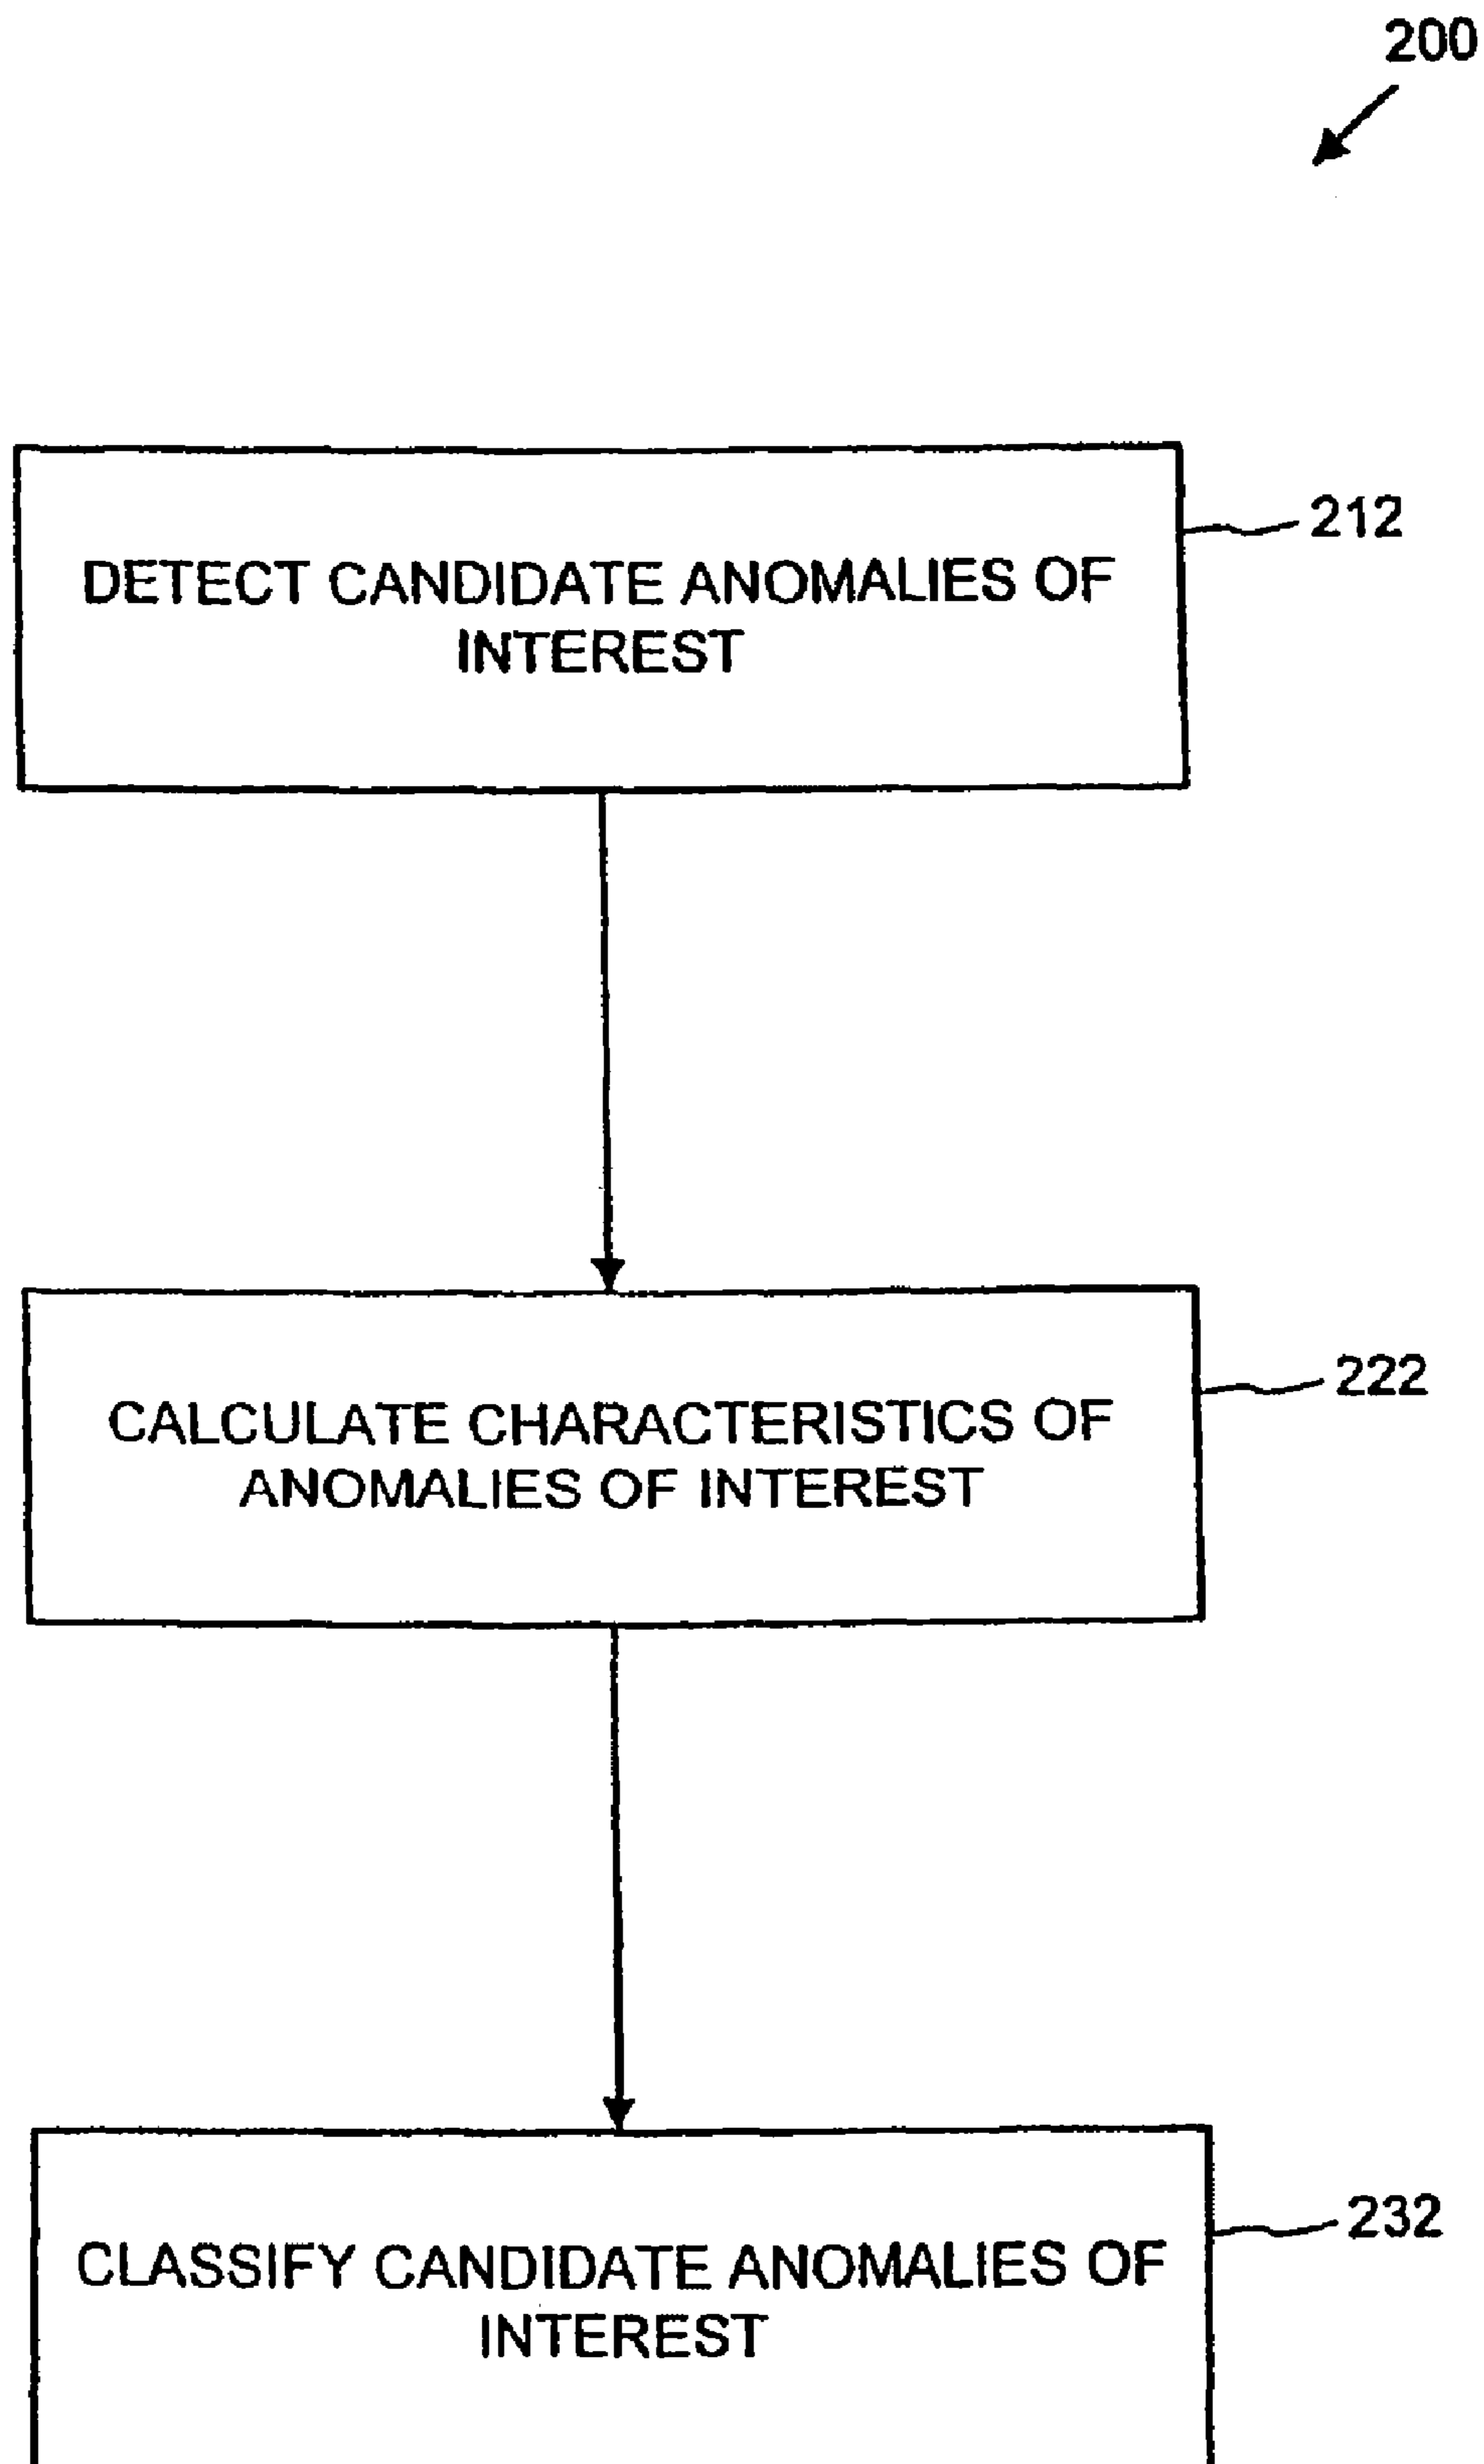 200
DETECT CANDIDATE ANOMALIES OF
INTEREST
212
CALCULATE CHARACTERISTICS OF
ANOMALIES OF INTEREST
222
CLASSIFY CANDIDATE ANOMALIES OF
INTEREST
232